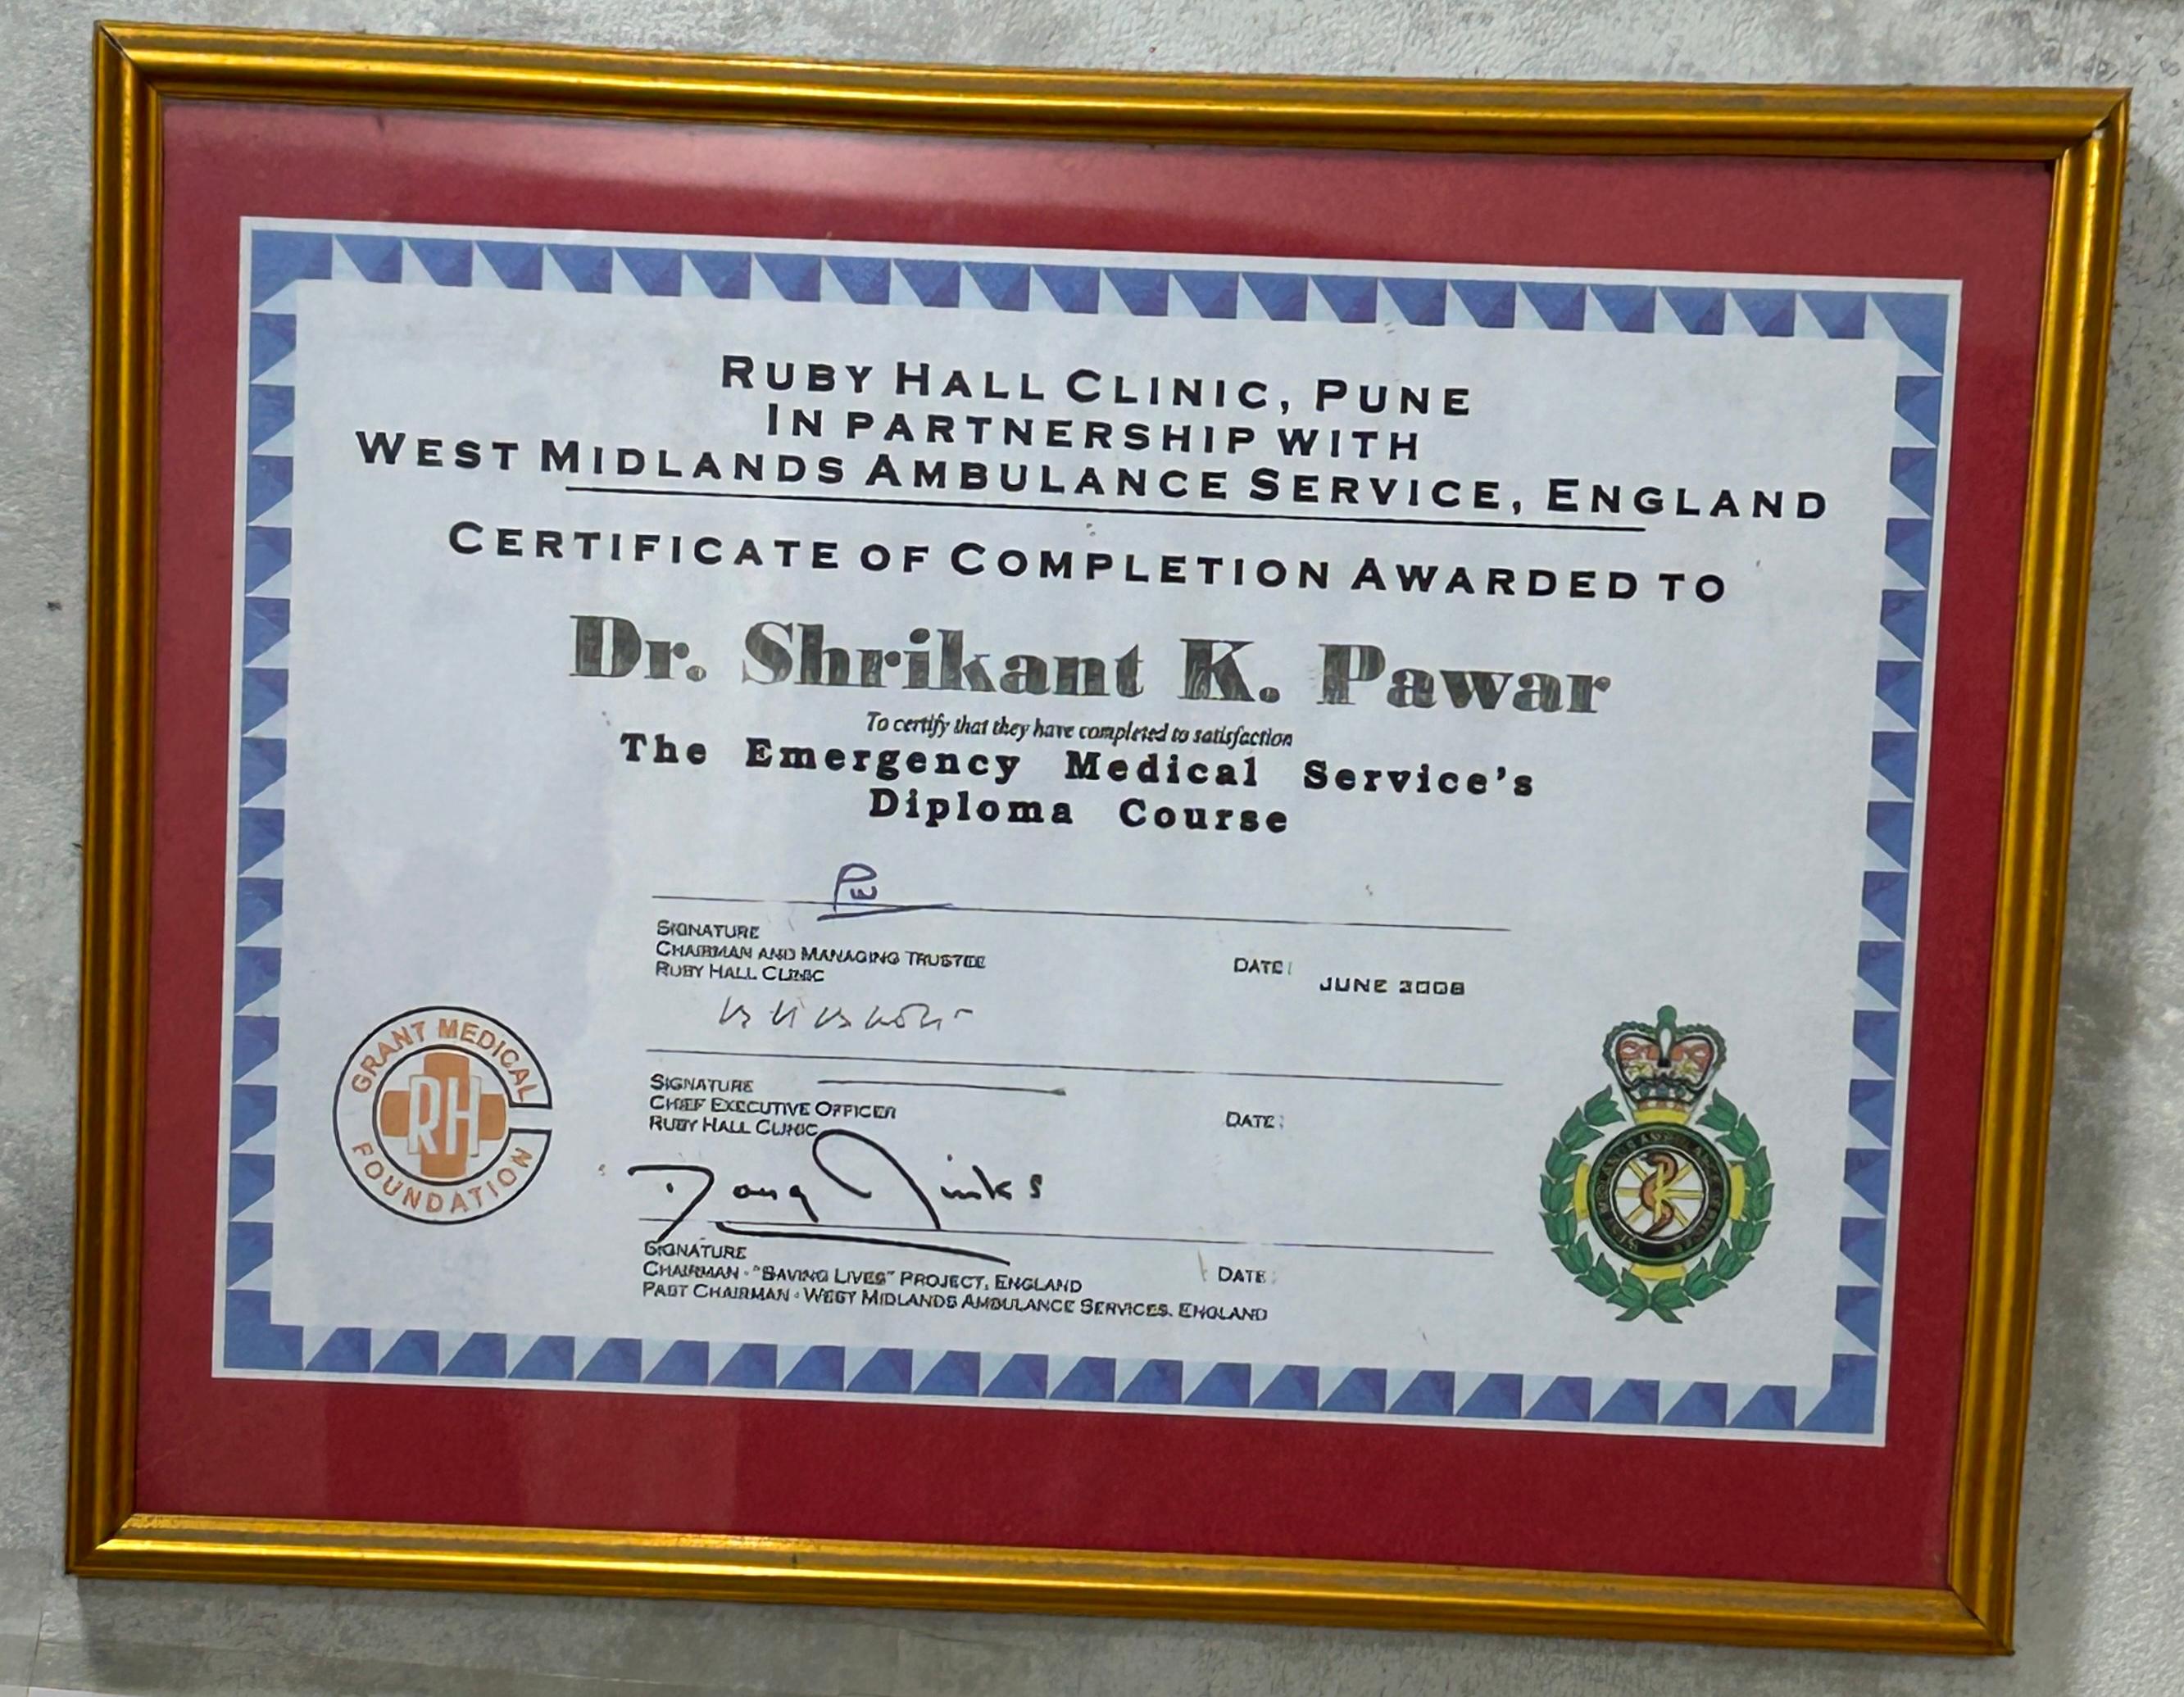 RUBY HALL CLINIC, PUNE
IN PARTNERSHIP WITH
WEST MIDLANDS AMBULANCE SERVICE, ENGLAND
CERTIFICATE OF COMPLETION AWARDED TO
Dr. Shrikant K. Pawar
To certify that they have completed to satisfaction
The Emergency Medical Service's
Diploma Course
SIGNATURE
CHAIRMAN AND MANAGING TRUSTEE
RUBY HALL CLINIC
DATE:
JUNE 2008
SIGNATURE
CHIEF EXECUTIVE OFFICER
RUBY HALL CLINIC
DATE:
Doug Jinks
SIGNATURE
CHAIRMAN - "SAVING LIVES" PROJECT, ENGLAND
PAST CHAIRMAN - WEST MIDLANDS AMBULANCE SERVICES. ENGLAND
DATE:
GRANT MEDICAL
RH
FOUNDATION